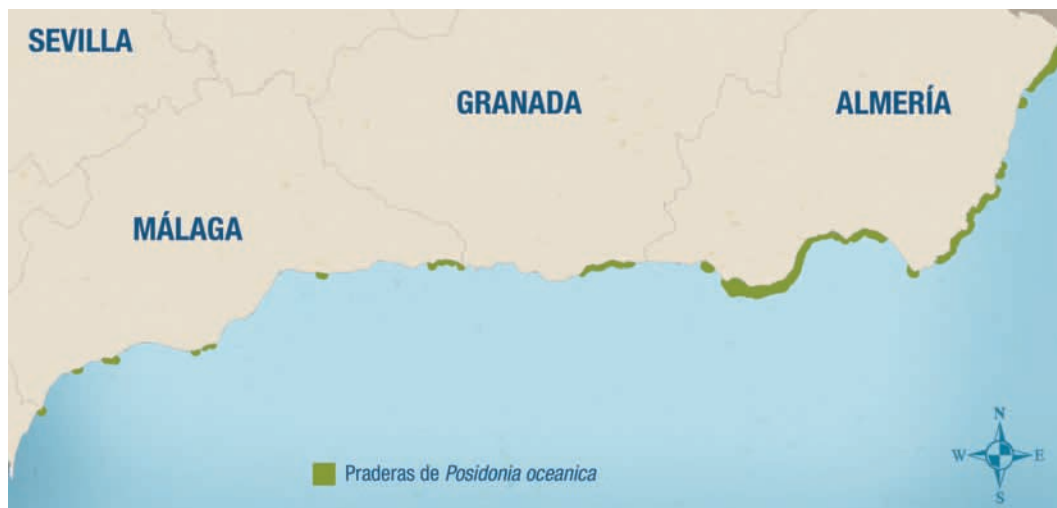 SEVILLA
GRANADA
ALMERÍA
MÁLAGA
Praderas de Posidonia oceanica
N
W E
S